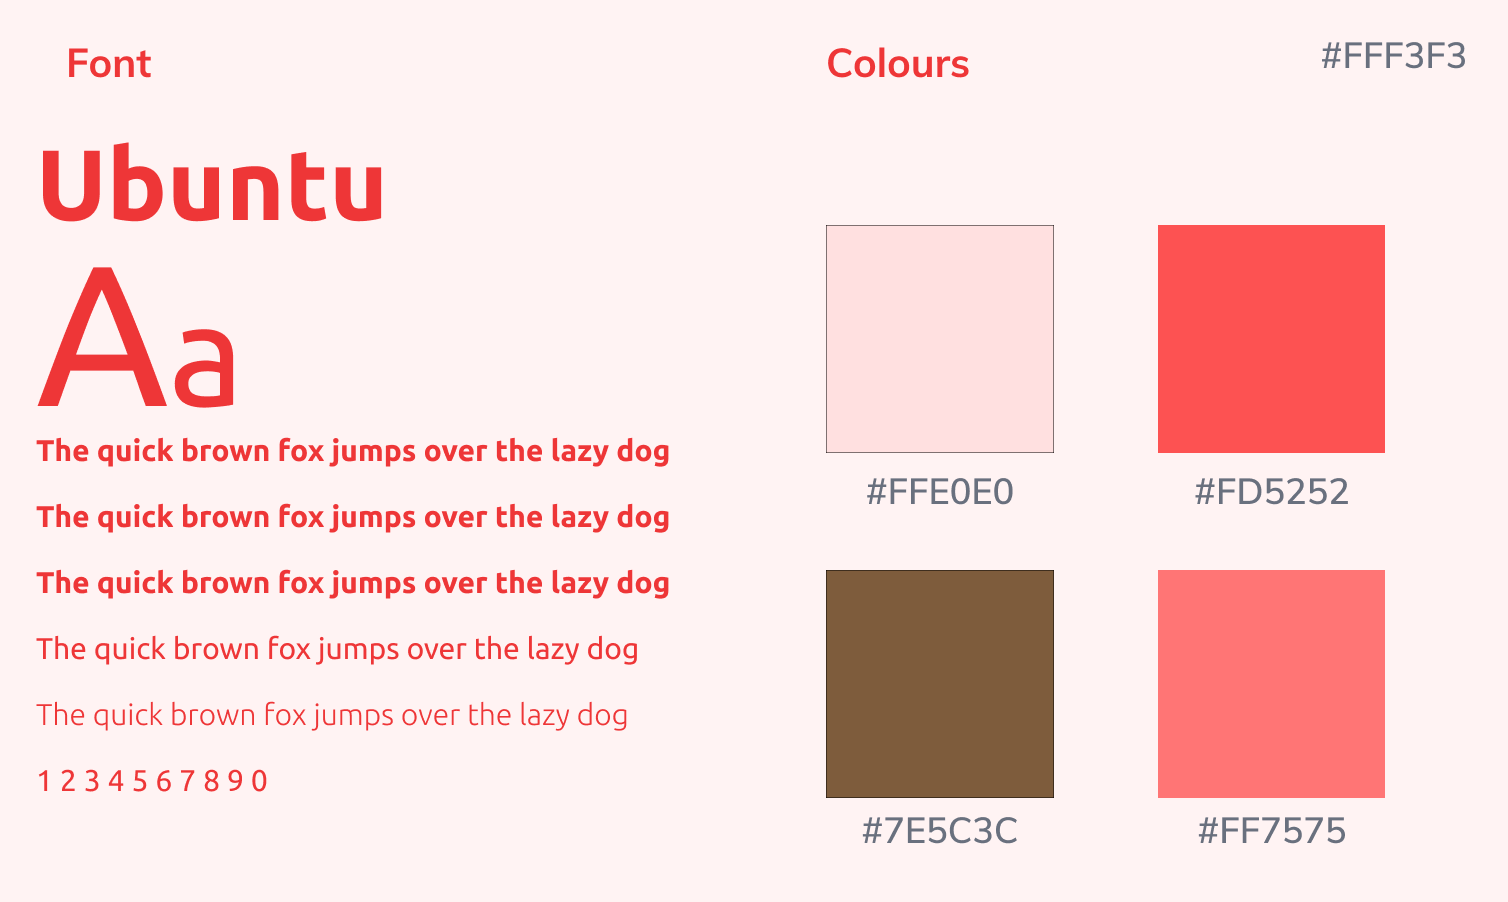 Font
Ubuntu
Aa
The quick brown fox jumps over the lazy dog
The quick brown fox jumps over the lazy dog
The quick brown fox jumps over the lazy dog
The quick brown fox jumps over the lazy dog
The quick brown fox jumps over the lazy dog
1 2 3 4 5 6 7 8 9 0
Colours
#FFF3F3
#FFE0E0
#FD5252
#7E5C3C
#FF7575